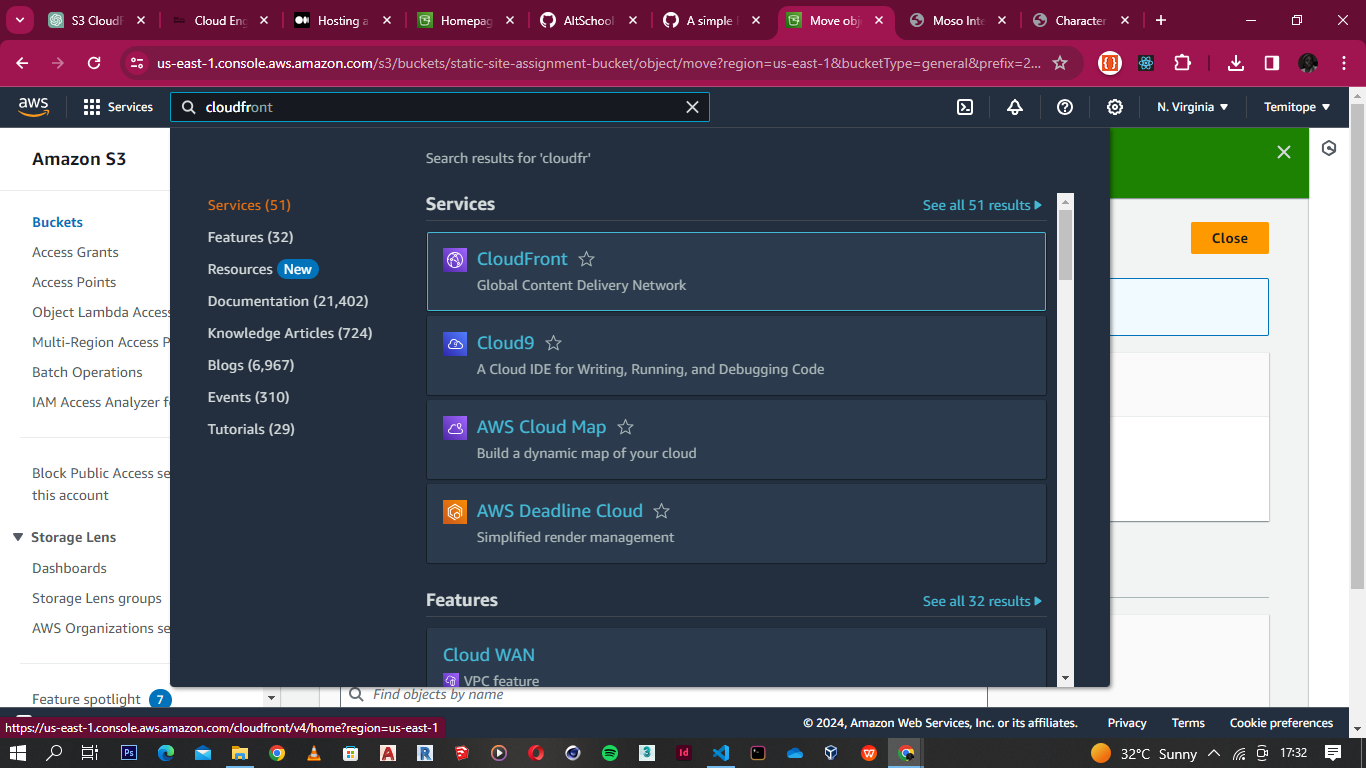 S3 CloudF
Cloud Eng
Hosting a
Homepag
AltSchool
A simple
Move obj
Moso Inte
Character
us-east-1.console.aws.amazon.com/s3/buckets/static-site-assignment-bucket/object/move?region=us-east-1&bucketType=general&prefix=2...
aws
Services
cloudfront
N. Virginia
Temitope
Amazon S3
Buckets
Access Grants
Access Points
Object Lambda Acces
Multi-Region Access P
Batch Operations
IAM Access Analyzer fo
Block Public Access se
this account
Storage Lens
Dashboards
Storage Lens groups
AWS Organizations se
Feature spotlight 7
Search results for 'cloudfr'
Services (51)
Features (32)
Resources New
Documentation (21,402)
Knowledge Articles (724)
Blogs (6,967)
Events (310)
Tutorials (29)
Services
See all 51 results
CloudFront
Global Content Delivery Network
Cloud9
A Cloud IDE for Writing, Running, and Debugging Code
AWS Cloud Map
Build a dynamic map of your cloud
AWS Deadline Cloud
Simplified render management
Features
See all 32 results
Cloud WAN
VPC feature
Close
Find objects by name
https://us-east-1.console.aws.amazon.com/cloudfront/v4/home?region=us-east-1
© 2024, Amazon Web Services, Inc. or its affiliates.
Privacy
Terms
Cookie preferences
32°C Sunny
17:32